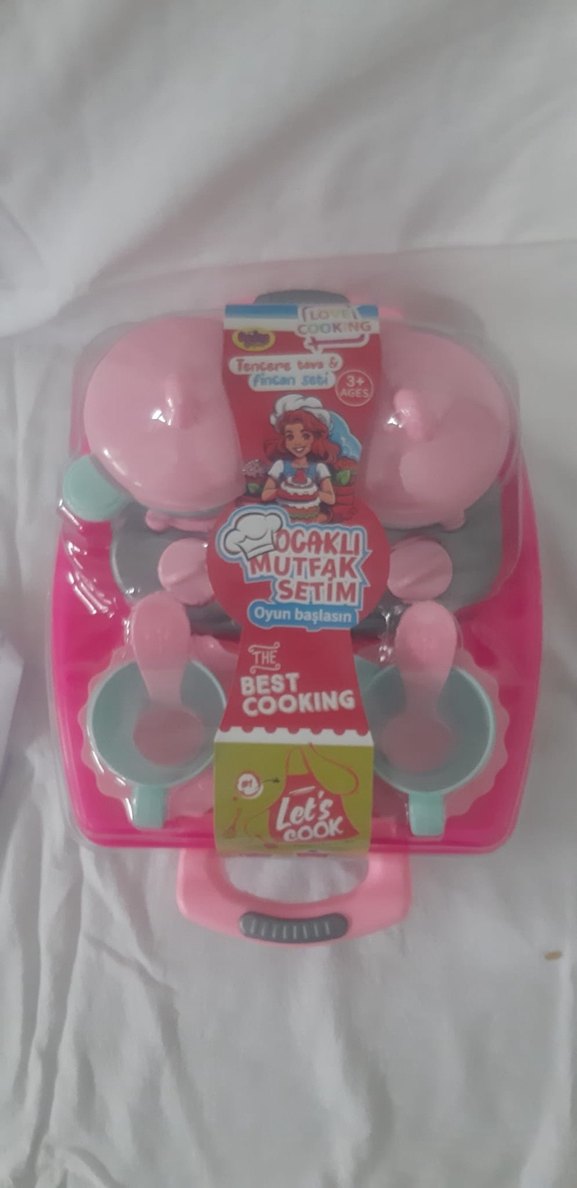 LOVE
COOKING
Tencere tava &
fincan seti
3+
AGES
OCAKLI
MUTFAK
SETİM
Oyun başlasın
THE
BEST
COOKING
Let's
COOK